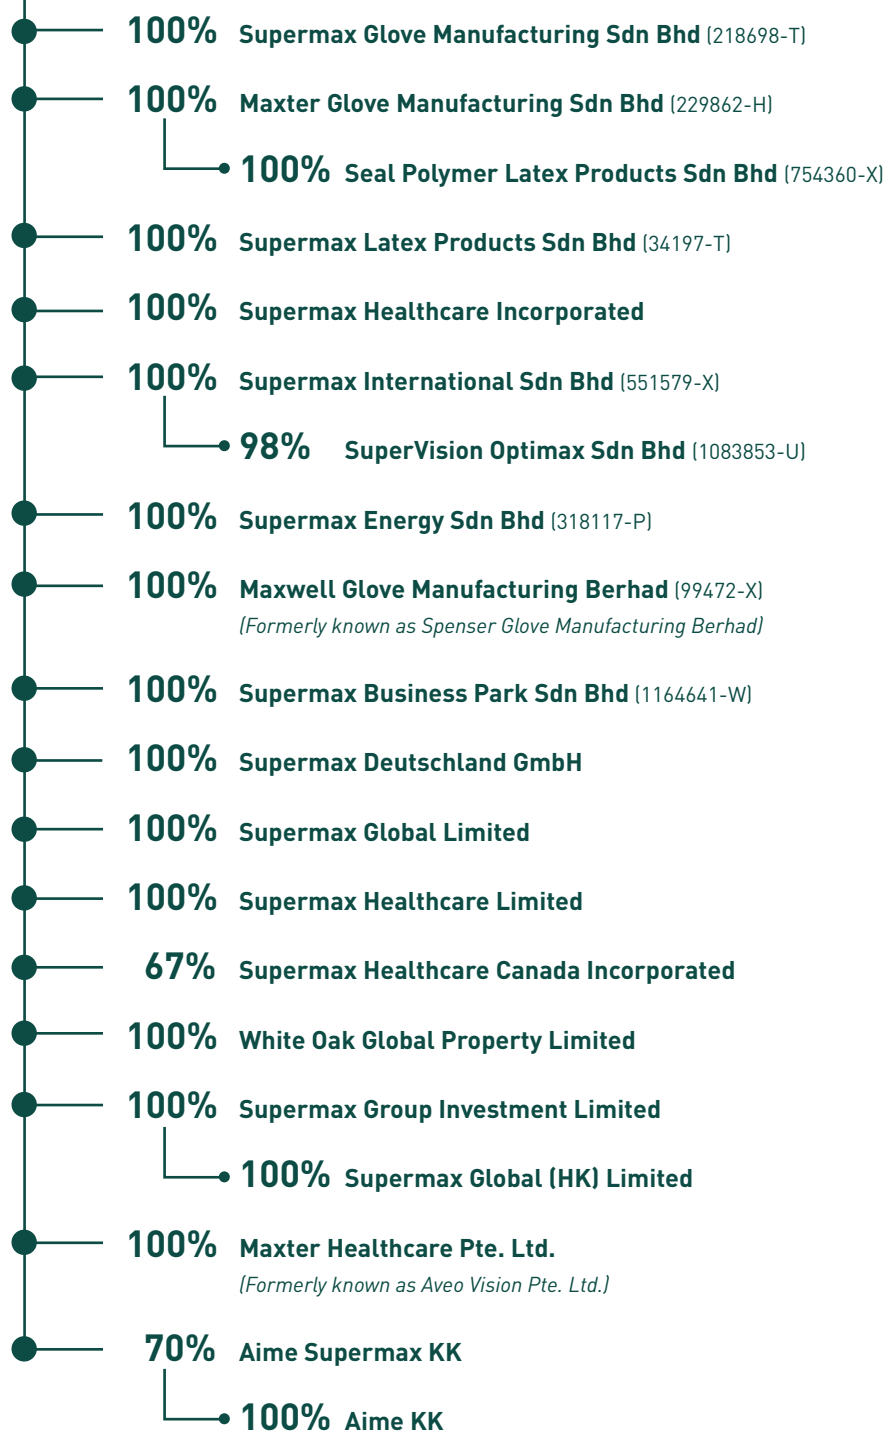 100% Supermax Glove Manufacturing Sdn Bhd (218698-T)
100% Maxter Glove Manufacturing Sdn Bhd (229862-H)
100% Seal Polymer Latex Products Sdn Bhd (754360-X)
100% Supermax Latex Products Sdn Bhd (34197-T)
100% Supermax Healthcare Incorporated
100% Supermax International Sdn Bhd (551579-X)
98% SuperVision Optimax Sdn Bhd (1083853-U)
100% Supermax Energy Sdn Bhd (318117-P)
100% Maxwell Glove Manufacturing Berhad (99472-X)
(Formerly known as Spenser Glove Manufacturing Berhad)
100% Supermax Business Park Sdn Bhd (1164641-W)
100% Supermax Deutschland GmbH
100% Supermax Global Limited
100% Supermax Healthcare Limited
67% Supermax Healthcare Canada Incorporated
100% White Oak Global Property Limited
100% Supermax Group Investment Limited
100% Supermax Global (HK) Limited
100% Maxter Healthcare Pte. Ltd.
(Formerly known as Aveo Vision Pte. Ltd.)
70% Aime Supermax KK
100% Aime KK